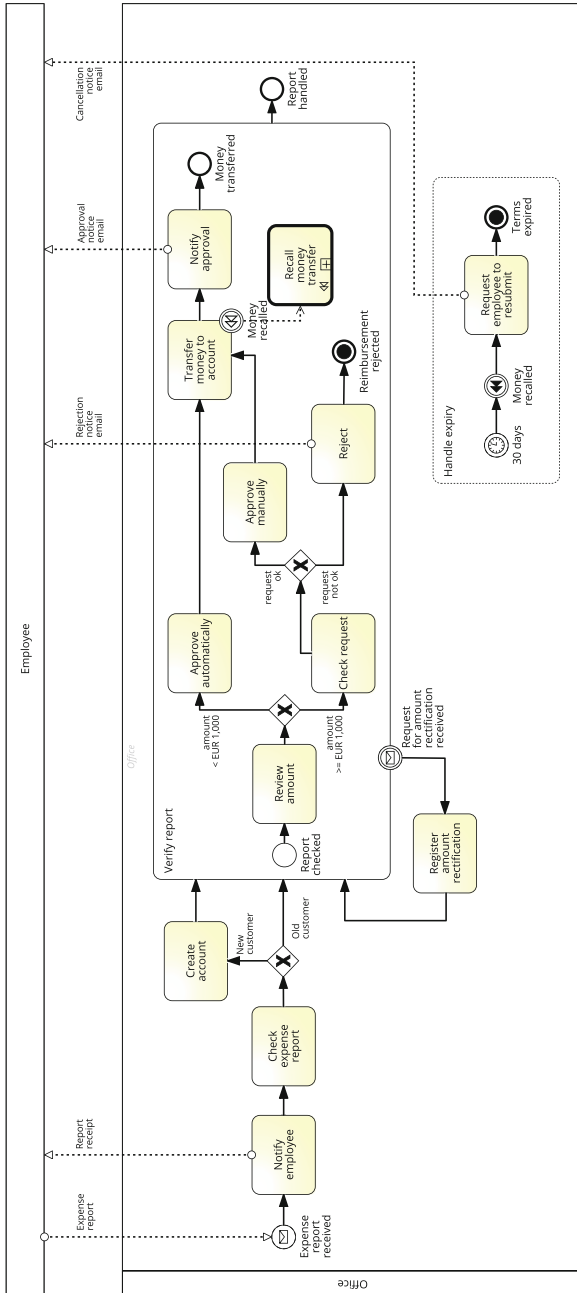 Employee
Expense
report
Report
receipt
Rejection
notice
email
Approval
notice
email
Cancellation
notice
email
Office
Office
Expense
report
received
Notify
employee
Check
expense
report
New
customer
Old
customer
Create
account
Verify report
Report
checked
Review
amount
amount
< EUR 1,000
amount
>= EUR 1,000
Approve
automatically
Check request
request
ok
request
not ok
Approve
manually
Reject
Reimbursement
rejected
Transfer
money to
account
Money
recalled
Recall
money
transfer
Notify
approval
Money
transferred
Report
handled
Request
for amount
rectification
received
Register
amount
rectification
Handle expiry
30 days
Money
recalled
Request
employee to
resubmit
Terms
expired